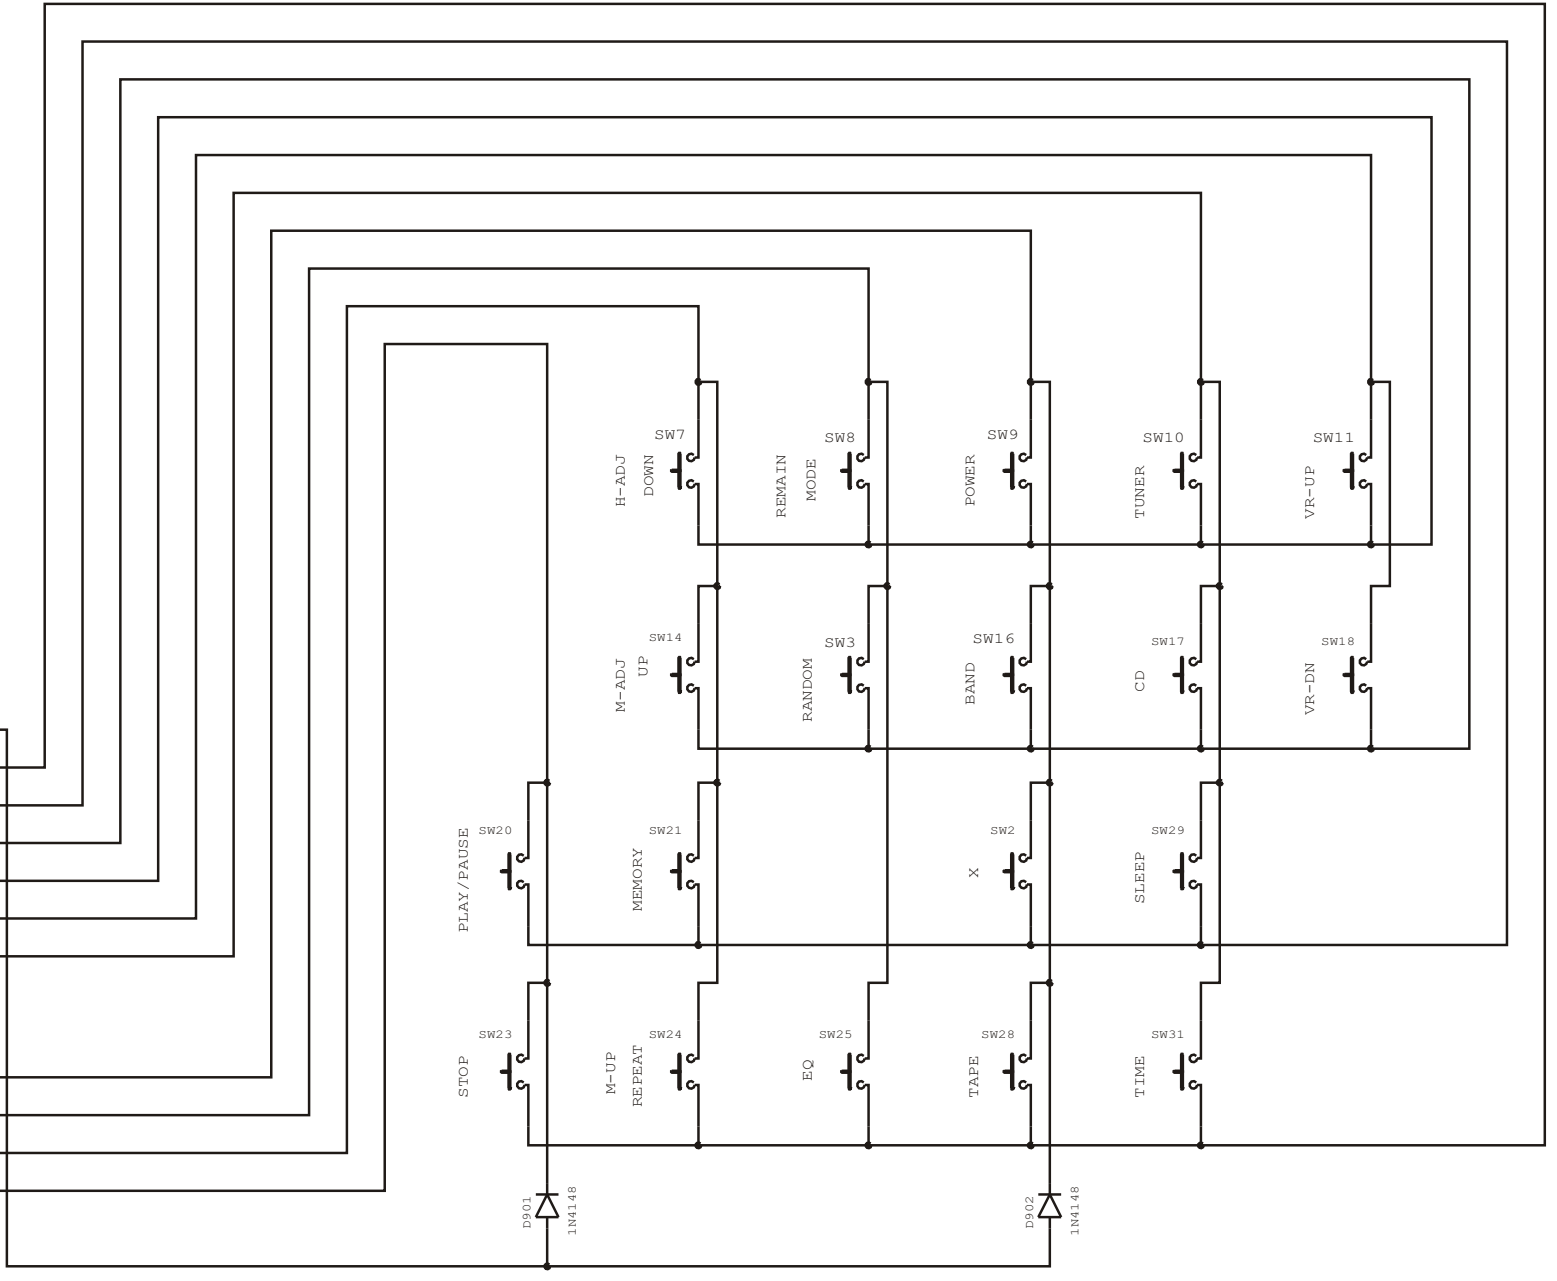 SW7
SW8
SW9
SW10
SW11
H-ADJ
DOWN
REMAIN
MODE
POWER
TUNER
VR-UP
SW14
SW3
SW16
SW17
SW18
M-ADJ
UP
RANDOM
BAND
CD
VR-DN
SW20
SW21
SW2
SW29
PLAY/PAUSE
MEMORY
X
SLEEP
SW23
SW24
SW25
SW28
SW31
STOP
M-UP
REPEAT
EQ
TAPE
TIME
D901
1N4148
D902
1N4148